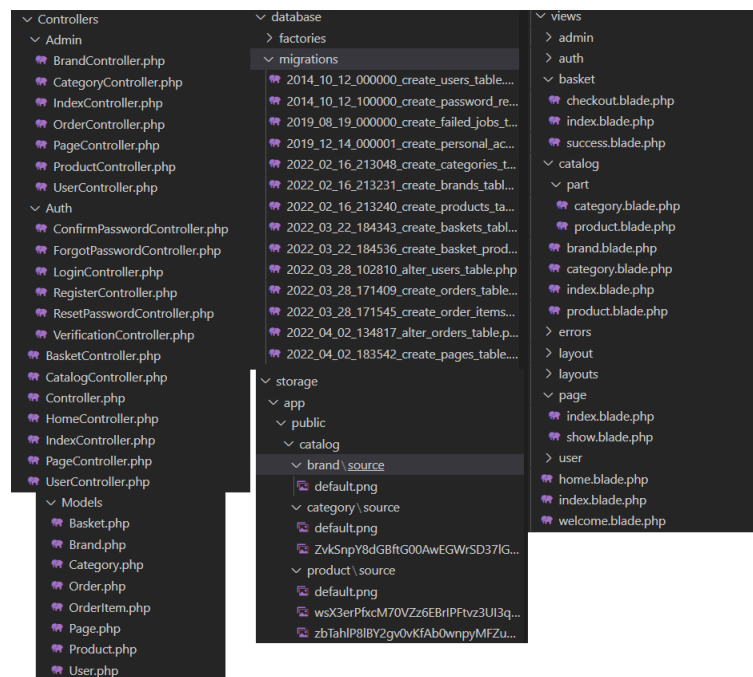 Controllers
Admin
BrandController.php
CategoryController.php
IndexController.php
OrderController.php
PageController.php
ProductController.php
UserController.php
Auth
ConfirmPasswordController.php
ForgotPasswordController.php
LoginController.php
RegisterController.php
ResetPasswordController.php
VerificationController.php
BasketController.php
CatalogController.php
Controller.php
HomeController.php
IndexController.php
PageController.php
UserController.php
Models
Basket.php
Brand.php
Category.php
Order.php
OrderItem.php
Page.php
Product.php
User.php
database
factories
migrations
2014_10_12_000000_create_users_table....
2014_10_12_100000_create_password_re...
2019_08_19_000000_create_failed_jobs_t...
2019_12_14_000001_create_personal_ac...
2022_02_16_213048_create_categories_t...
2022_02_16_213231_create_brands_tabl...
2022_02_16_213240_create_products_ta...
2022_03_22_184343_create_baskets_tabl...
2022_03_22_184536_create_basket_prod...
2022_03_28_102810_alter_users_table.php
2022_03_28_171409_create_orders_table...
2022_03_28_171545_create_order_items...
2022_04_02_134817_alter_orders_table.p...
2022_04_02_183542_create_pages_table....
storage
app
public
catalog
brand\source
default.png
category\source
default.png
ZvkSnpY8dGBftG00AwEGWrSD37lG...
product\source
default.png
wsX3erPfxcM70VZz6EBrlPFtvz3UI3q...
zbTahlP8lBY2gv0vKfAb0wnpyMFZu...
views
admin
auth
basket
checkout.blade.php
index.blade.php
success.blade.php
catalog
part
category.blade.php
product.blade.php
brand.blade.php
category.blade.php
index.blade.php
product.blade.php
errors
layout
layouts
page
index.blade.php
show.blade.php
user
home.blade.php
index.blade.php
welcome.blade.php